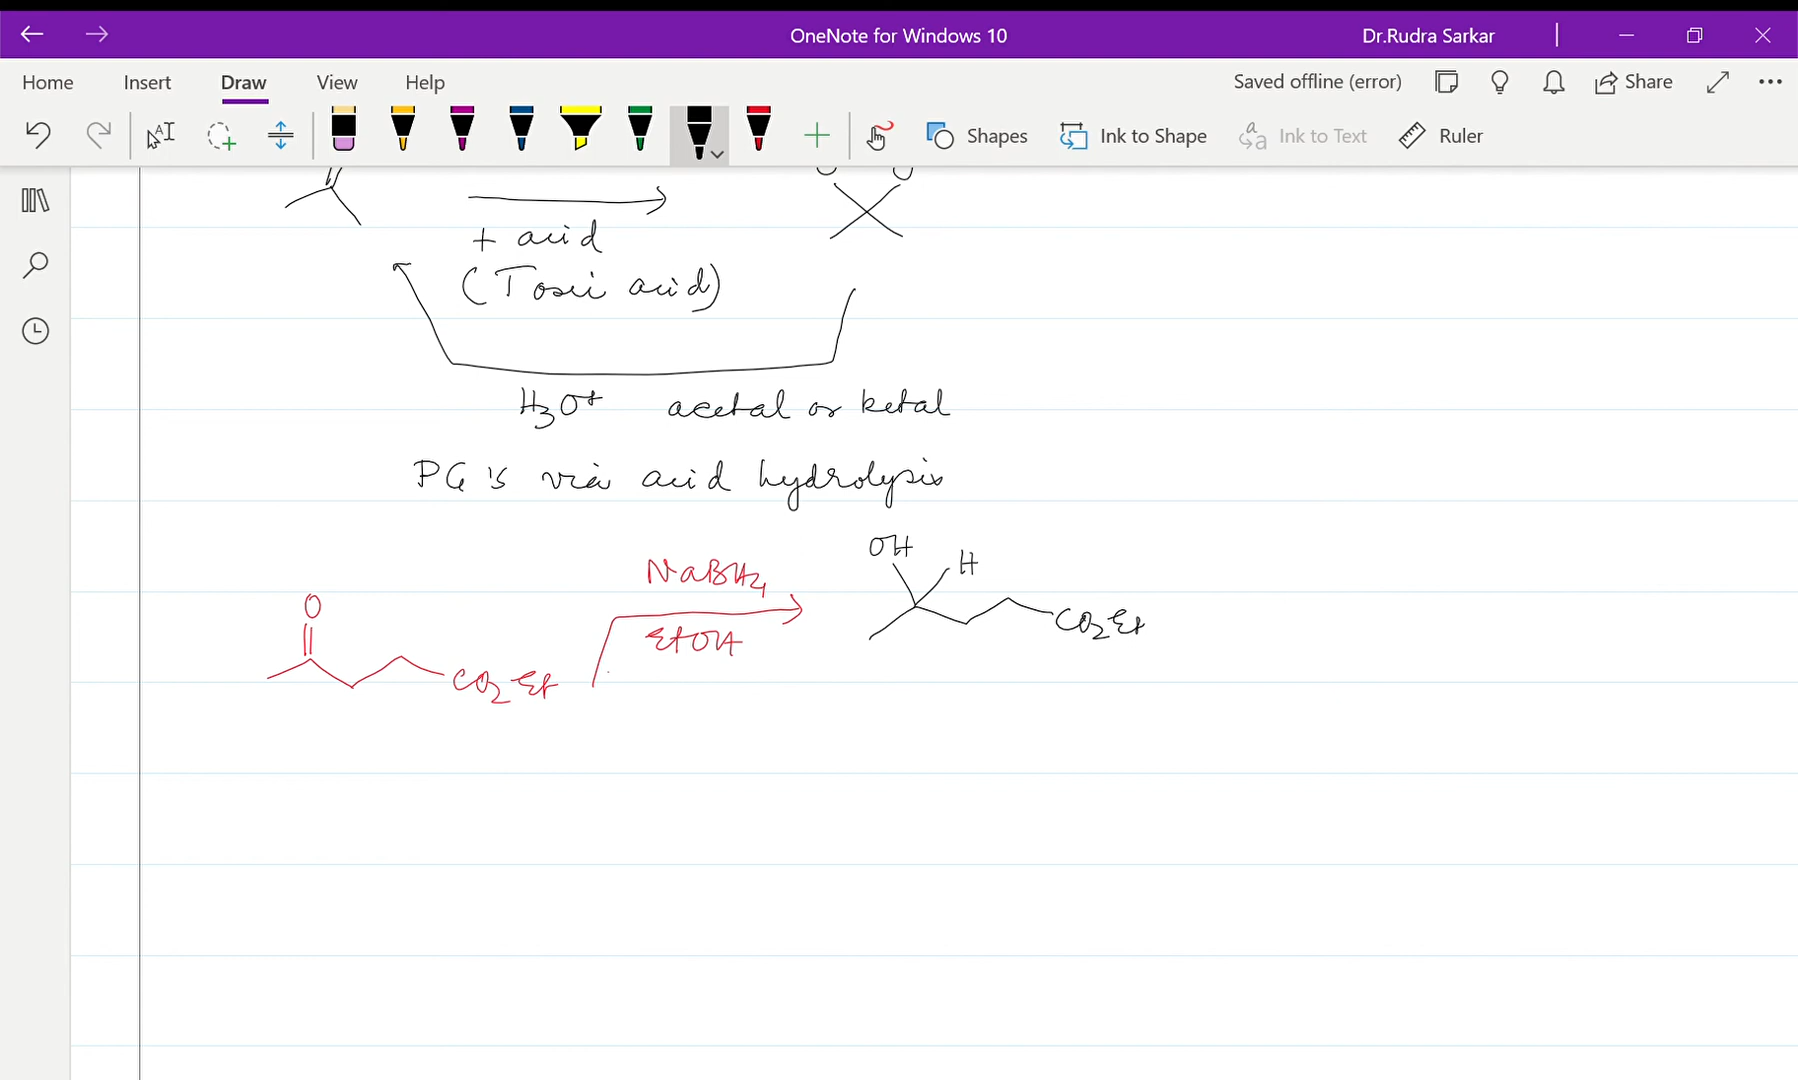 OneNote for Windows 10
Dr.Rudra Sarkar
Home Insert Draw View Help
Saved offline (error)
Share
Shapes
Ink to Shape
Ink to Text
Ruler
+ acid
(Tosic acid)
H3O+ acetal or ketal
PG's via acid hydrolysis
OH
H
CO2Et
NaBH4
EtOH
O
CO2Et